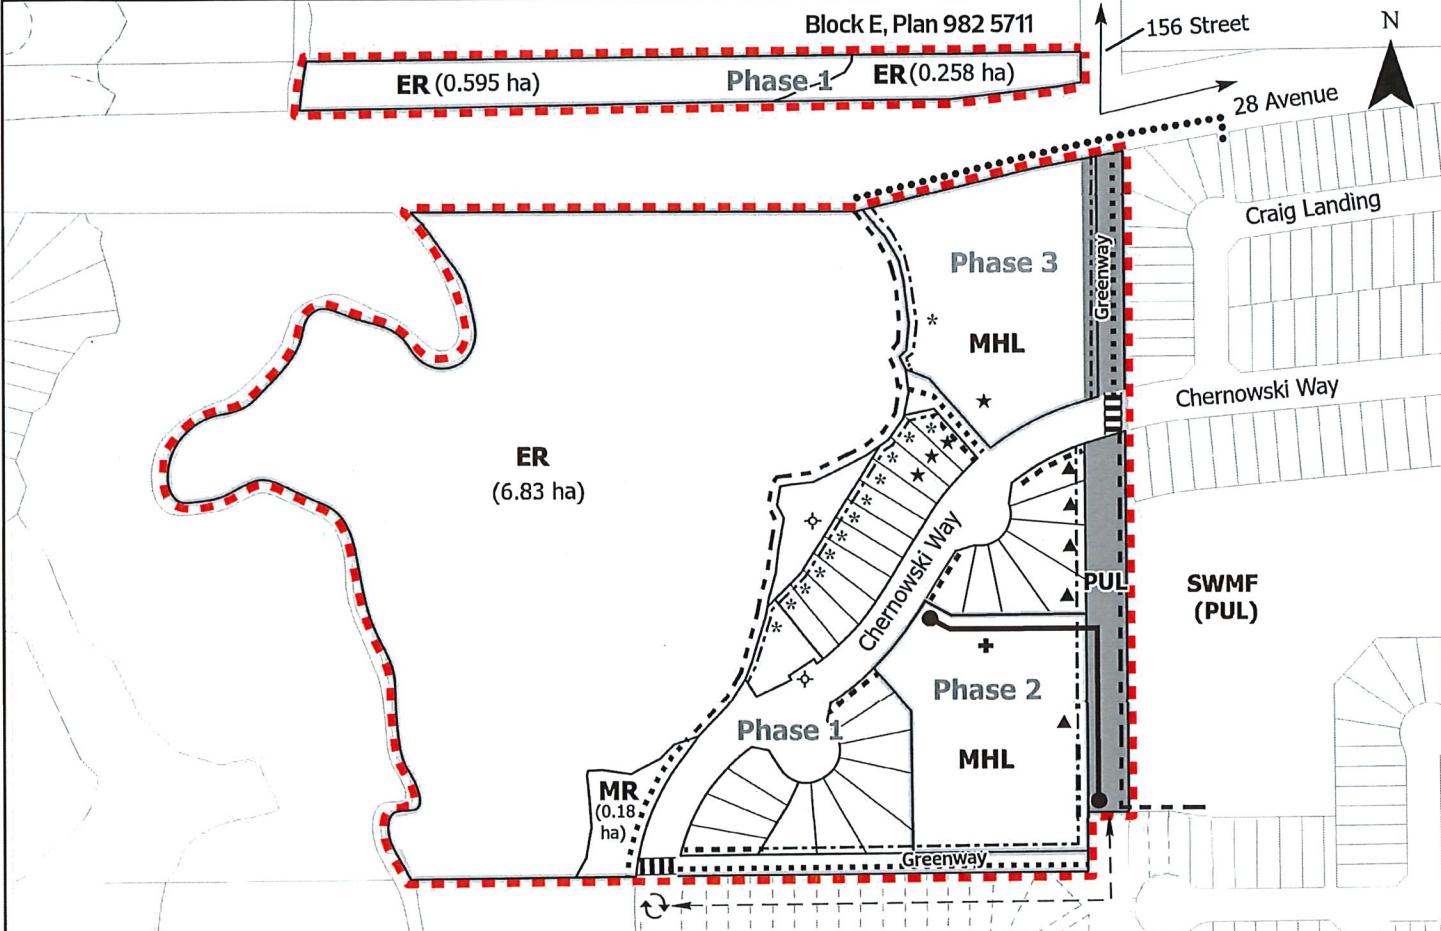 Block E, Plan 982 5711
156 Street
N
ER (0.595 ha)
Phase 1
ER (0.258 ha)
28 Avenue
Craig Landing
Greenway
Phase 3
MHL
Chernowski Way
ER
(6.83 ha)
Chernowski Way
PUL
SWMF
(PUL)
Phase 2
Phase 1
MHL
MR
(0.18
ha)
Greenway